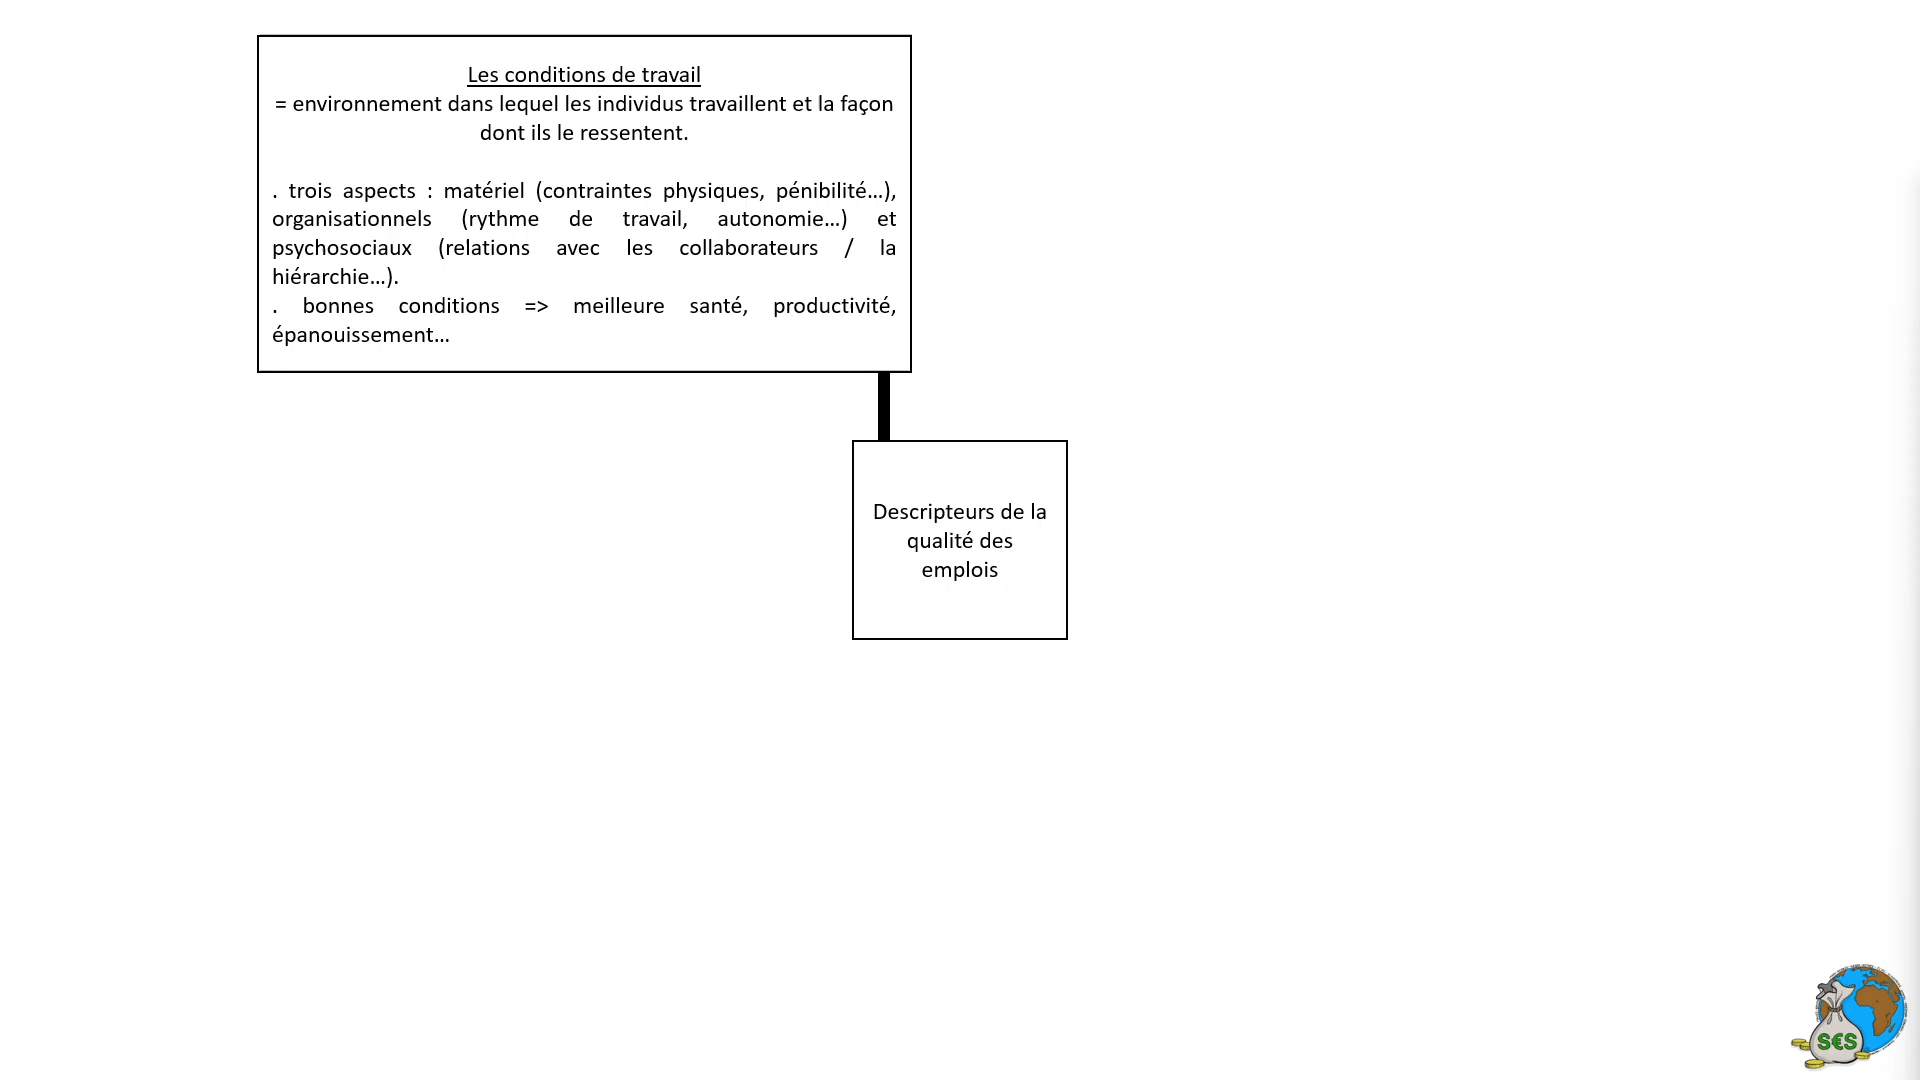 Les conditions de travail
= environnement dans lequel les individus travaillent et la façon
dont ils le ressentent.
. trois aspects : matériel (contraintes physiques, pénibilité...),
organisationnels (rythme de travail, autonomie...) et
psychosociaux (relations avec les collaborateurs / la
hiérarchie...).
. bonnes conditions => meilleure santé, productivité,
épanouissement...
Descripteurs de la
qualité des
emplois
S€S